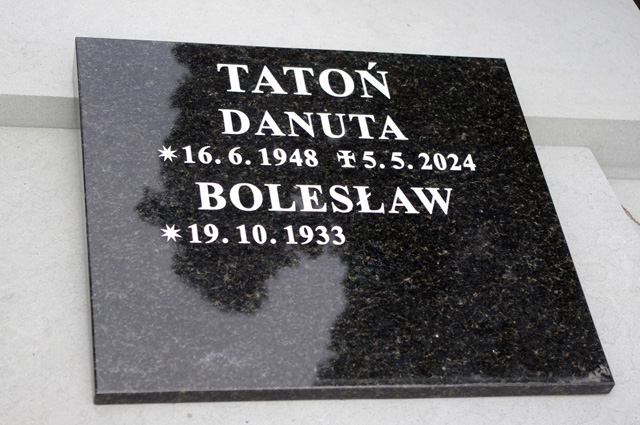 TATOŃ
DANUTA
✷16.6.1948 ✠5.5.2024
BOLESŁAW
✷19.10.1933